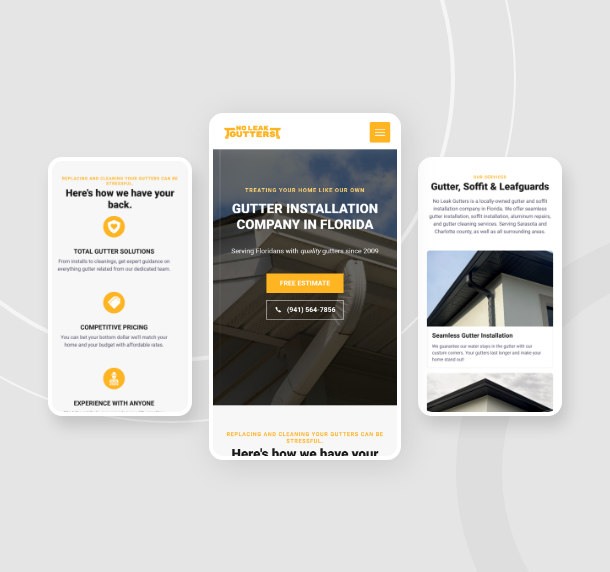 REPLACING AND CLEANING YOUR GUTTERS CAN BE
STRESSFUL.
Here's how we have your
back.
TOTAL GUTTER SOLUTIONS
From installs to cleanings, get expert guidance on
everything gutter related from our dedicated team.
COMPETITIVE PRICING
You can bet your bottom dollar we'll match your
home and your budget with affordable rates.
EXPERIENCE WITH ANYONE
NO LEAK
GUTTERS
TREATING YOUR HOME LIKE OUR OWN
GUTTER INSTALLATION
COMPANY IN FLORIDA
Serving Floridians with quality gutters since 2009
FREE ESTIMATE
(941) 564-7856
REPLACING AND CLEANING YOUR GUTTERS CAN BE
STRESSFUL.
Here's how we have your
OUR SERVICES
Gutter, Soffit & Leafguards
No Leak Gutters is a locally-owned gutter and soffit
installation company in Florida. We offer seamless
gutter installation, soffit installation, aluminum repairs,
and gutter cleaning services. Serving Sarasota and
Charlotte county, as well as all surrounding areas.
Seamless Gutter Installation
We guarantee our water stays in the gutter with our
custom corners. Your gutters last longer and make your
home stand out!